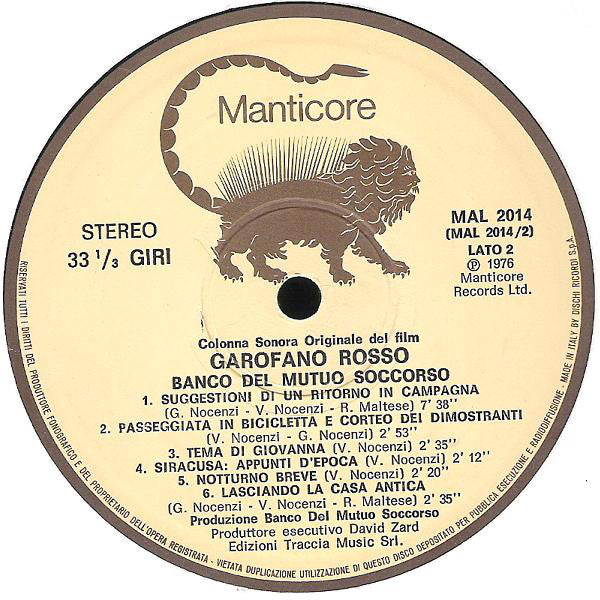 Manticore
STEREO
33 1/3 GIRI
MAL 2014
(MAL 2014/2)
LATO 2
℗ 1976
Manticore
Records Ltd.
Colonna Sonora Originale del film
GAROFANO ROSSO
BANCO DEL MUTUO SOCCORSO
1. SUGGESTIONI DI UN RITORNO IN CAMPAGNA
(G. Nocenzi - V. Nocenzi - R. Maltese) 7' 38"
2. PASSEGGIATA IN BICICLETTA E CORTEO DEI DIMOSTRANTI
(V. Nocenzi - G. Nocenzi) 2' 53"
3. TEMA DI GIOVANNA (V. Nocenzi) 2' 35"
4. SIRACUSA: APPUNTI D'EPOCA (V. Nocenzi) 2' 12"
5. NOTTURNO BREVE (V. Nocenzi) 2' 20"
6. LASCIANDO LA CASA ANTICA
(G. Nocenzi - V. Nocenzi - R. Maltese) 2' 35"
Produzione Banco Del Mutuo Soccorso
Produttore esecutivo David Zard
Edizioni Traccia Music Srl.
RISERVATI TUTTI I DIRITTI DEL PRODUTTORE FONOGRAFICO E DEL PROPRIETARIO DELL'OPERA REGISTRATA - VIETATA DUPLICAZIONE UTILIZZAZIONE DI QUESTO DISCO DEPOSITATO PER PUBBLICA ESECUZIONE E RADIODIFFUSIONE - MADE IN ITALY BY DISCHI RICORDI S.p.A.